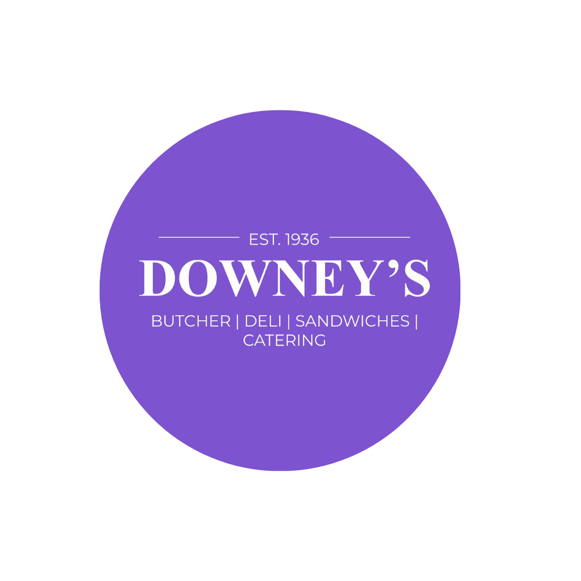 EST. 1936
DOWNEY’S
BUTCHER | DELI | SANDWICHES |
CATERING